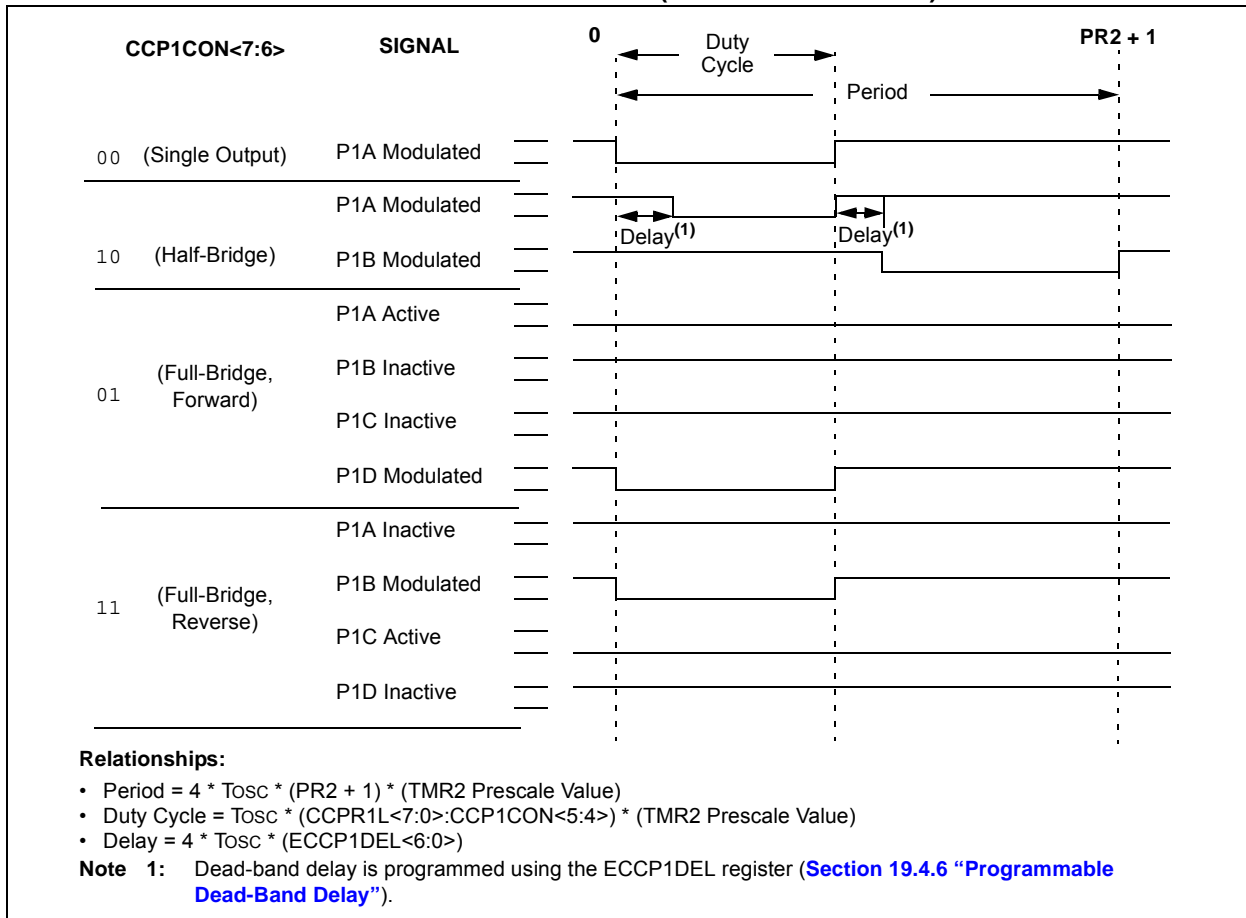 CCP1CON<7:6> SIGNAL 0 Duty Cycle PR2 + 1
Period
00 (Single Output) P1A Modulated
P1A Modulated
Delay(1) Delay(1)
10 (Half-Bridge) P1B Modulated
P1A Active
P1B Inactive
01 (Full-Bridge, Forward)
P1C Inactive
P1D Modulated
P1A Inactive
P1B Modulated
11 (Full-Bridge, Reverse)
P1C Active
P1D Inactive
Relationships:
• Period = 4 * TOSC * (PR2 + 1) * (TMR2 Prescale Value)
• Duty Cycle = TOSC * (CCPR1L<7:0>:CCP1CON<5:4>) * (TMR2 Prescale Value)
• Delay = 4 * TOSC * (ECCP1DEL<6:0>)
Note 1: Dead-band delay is programmed using the ECCP1DEL register (Section 19.4.6 “Programmable
Dead-Band Delay”).